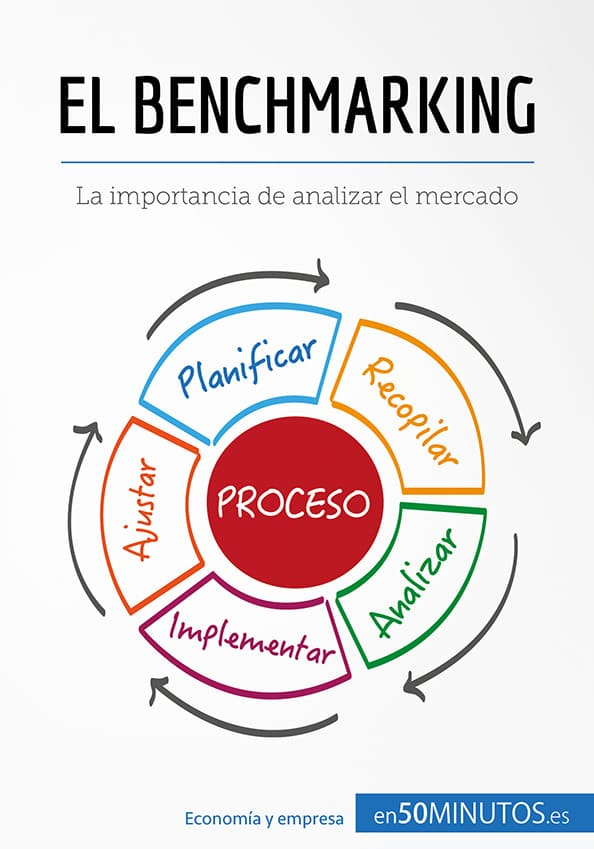 EL BENCHMARKING
La importancia de analizar el mercado
Planificar
Recopilar
Analizar
Implementar
Ajustar
PROCESO
Economía y empresa
en50MINUTOS.es